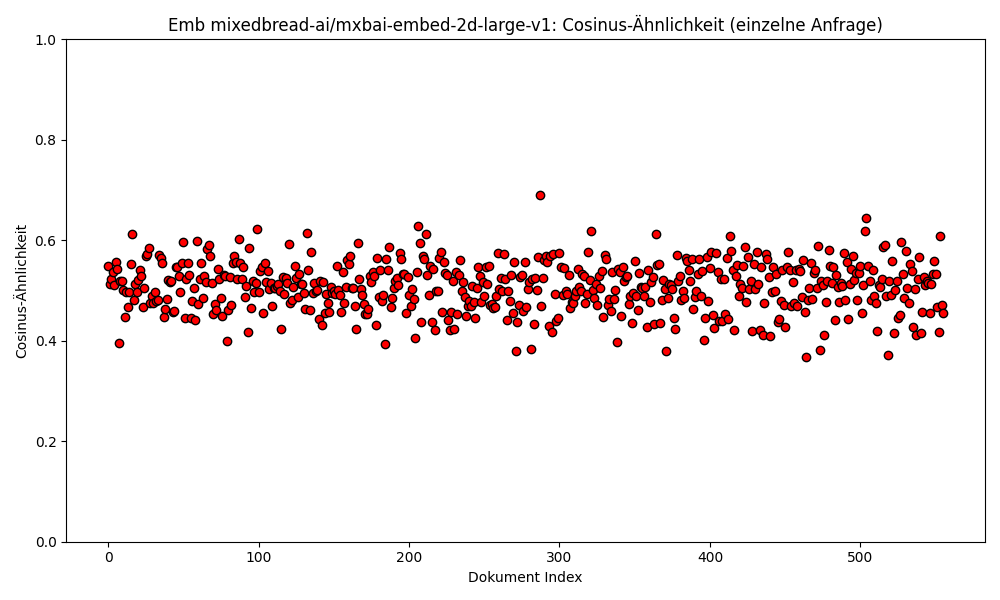 Emb mixedbread-ai/mxbai-embed-2d-large-v1: Cosinus-Ähnlichkeit (einzelne Anfrage)
1.0
0.8
0.6
0.4
0.2
0.0
Cosinus-Ähnlichkeit
0 100 200 300 400 500
Dokument Index